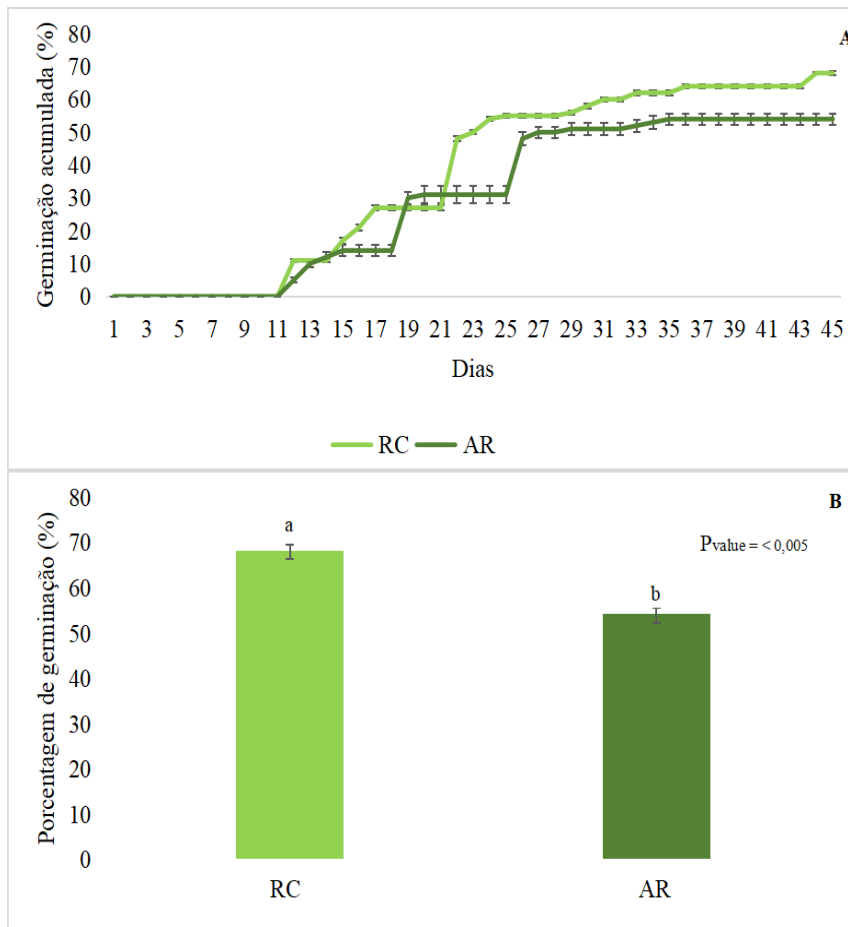 A
Germinação acumulada (%)
80
70
60
50
40
30
20
10
0
1 3 5 7 9 11 13 15 17 19 21 23 25 27 29 31 33 35 37 39 41 43 45
Dias
RC AR
B
Porcentagem de germinação (%)
80
70
60
50
40
30
20
10
0
a
b
Pvalue = < 0,005
RC AR